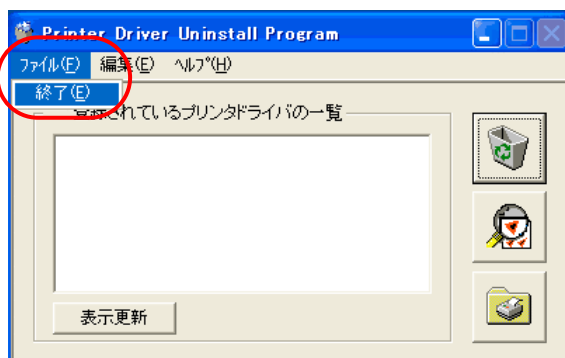 Printer Driver Uninstall Program
ファイル(F) 編集(E) ヘルプ(H)
終了(E)
登録されているプリンタドライバの一覧
表示更新